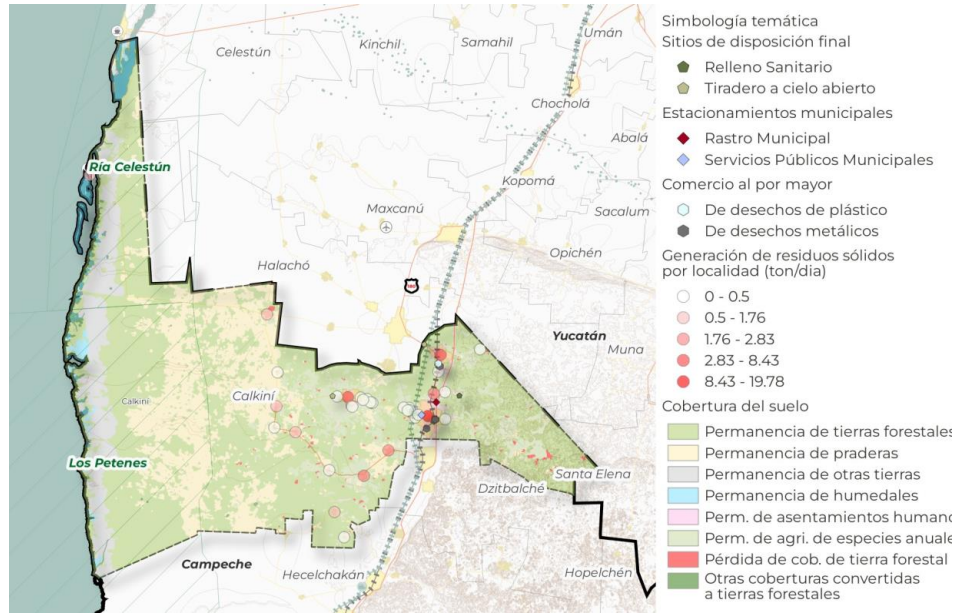 Celestún
Kinchil
Samahil
Umán
Chocholá
Abalá
Ría Celestún
Kopomá
Maxcanú
Sacalum
Opichén
Halachó
Yucatán
Muna
Calkiní
Calkiní
Los Petenes
Santa Elena
Dzitbalché
Campeche
Hecelchakán
Hopelchén
Simbología temática
Sitios de disposición final
Relleno Sanitario
Tiradero a cielo abierto
Estacionamientos municipales
Rastro Municipal
Servicios Públicos Municipales
Comercio al por mayor
De desechos de plástico
De desechos metálicos
Generación de residuos sólidos
por localidad (ton/dia)
0 - 0.5
0.5 - 1.76
1.76 - 2.83
2.83 - 8.43
8.43 - 19.78
Cobertura del suelo
Permanencia de tierras forestales
Permanencia de praderas
Permanencia de otras tierras
Permanencia de humedales
Perm. de asentamientos humano
Perm. de agri. de especies anuale
Pérdida de cob. de tierra forestal
Otras coberturas convertidas
a tierras forestales